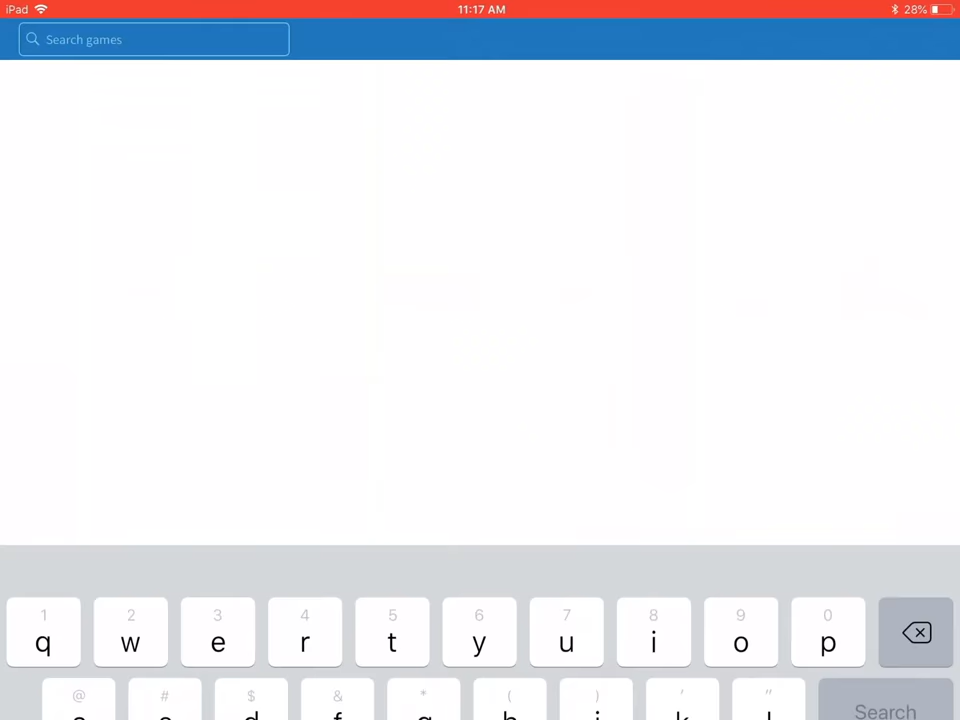 iPad 11:17 AM 28%
Search games
1 2 3 4 5 6 7 8 9 0
q w e r t y u i o p
@ # $ & * ( ) ' "
a s d f g h j k l Search